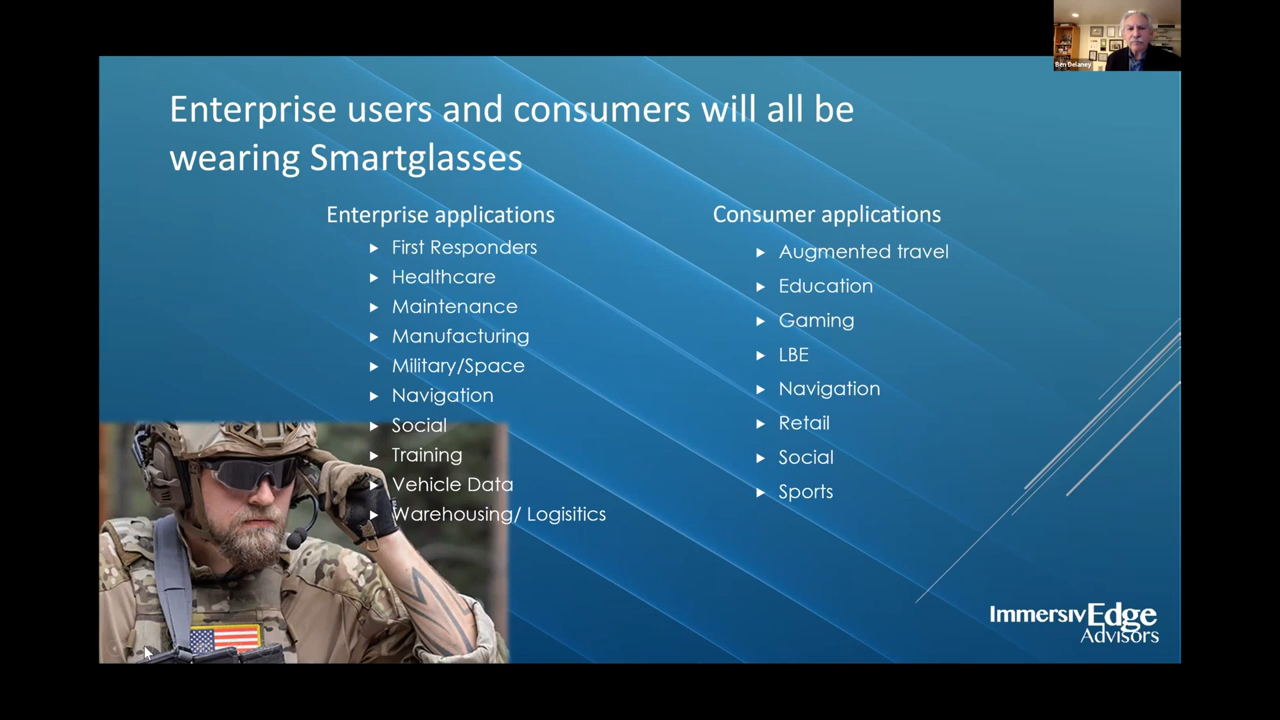 Ben Delaney
Enterprise users and consumers will all be
wearing Smartglasses
Enterprise applications
First Responders
Healthcare
Maintenance
Manufacturing
Military/Space
Navigation
Social
Training
Vehicle Data
Warehousing/ Logisitics
Consumer applications
Augmented travel
Education
Gaming
LBE
Navigation
Retail
Social
Sports
ImmersivEdge
Advisors